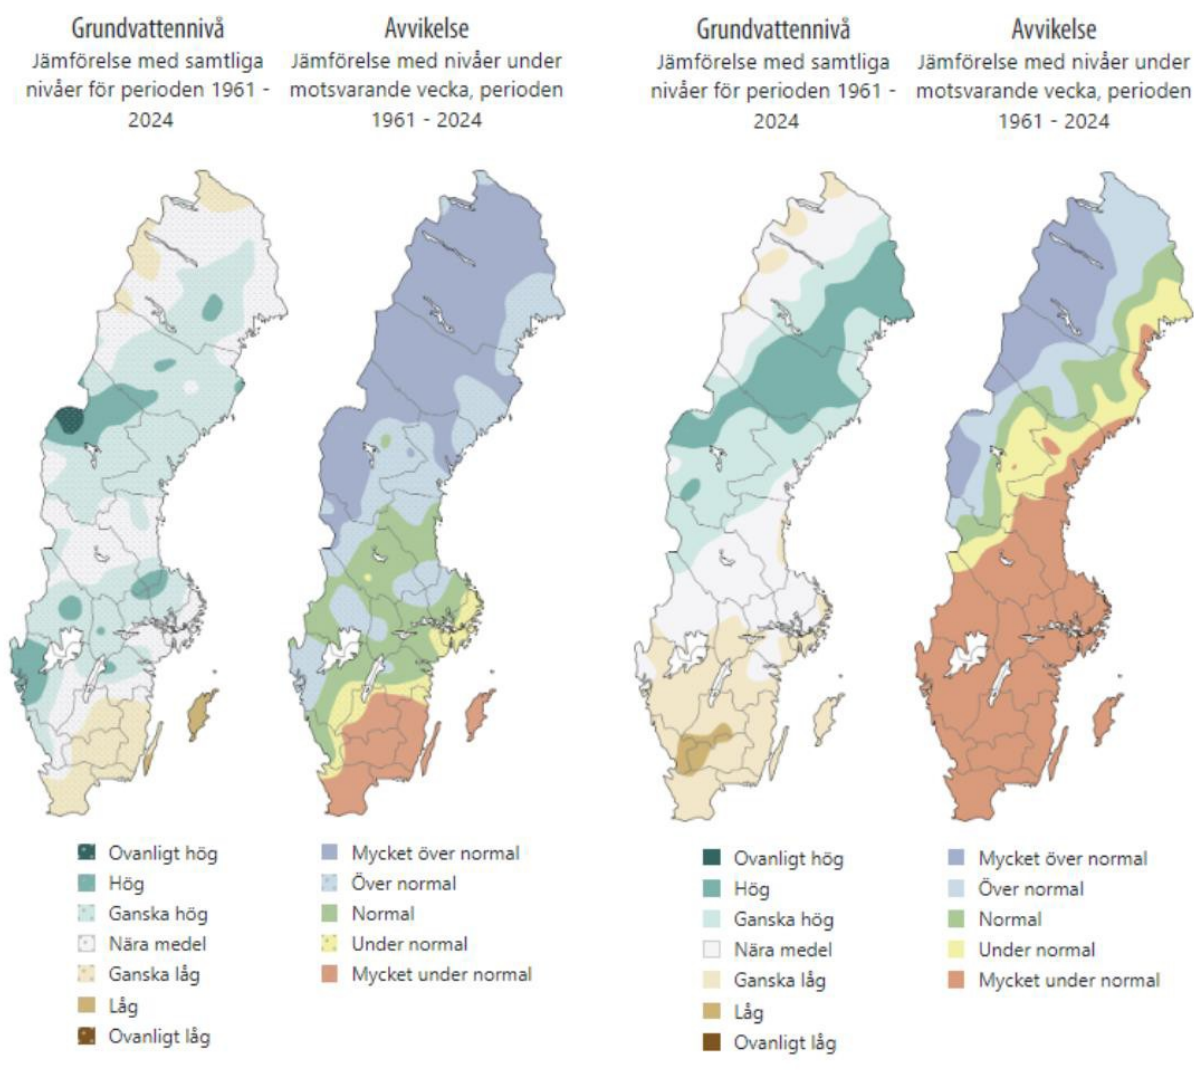 Grundvattennivå
Jämförelse med samtliga
nivåer för perioden 1961 -
2024
Avvikelse
Jämförelse med nivåer under
motsvarande vecka, perioden
1961 - 2024
Ovanligt hög
Hög
Ganska hög
Nära medel
Ganska låg
Låg
Ovanligt låg
Mycket över normal
Över normal
Normal
Under normal
Mycket under normal
Grundvattennivå
Jämförelse med samtliga
nivåer för perioden 1961 -
2024
Avvikelse
Jämförelse med nivåer under
motsvarande vecka, perioden
1961 - 2024
Ovanligt hög
Hög
Ganska hög
Nära medel
Ganska låg
Låg
Ovanligt låg
Mycket över normal
Över normal
Normal
Under normal
Mycket under normal